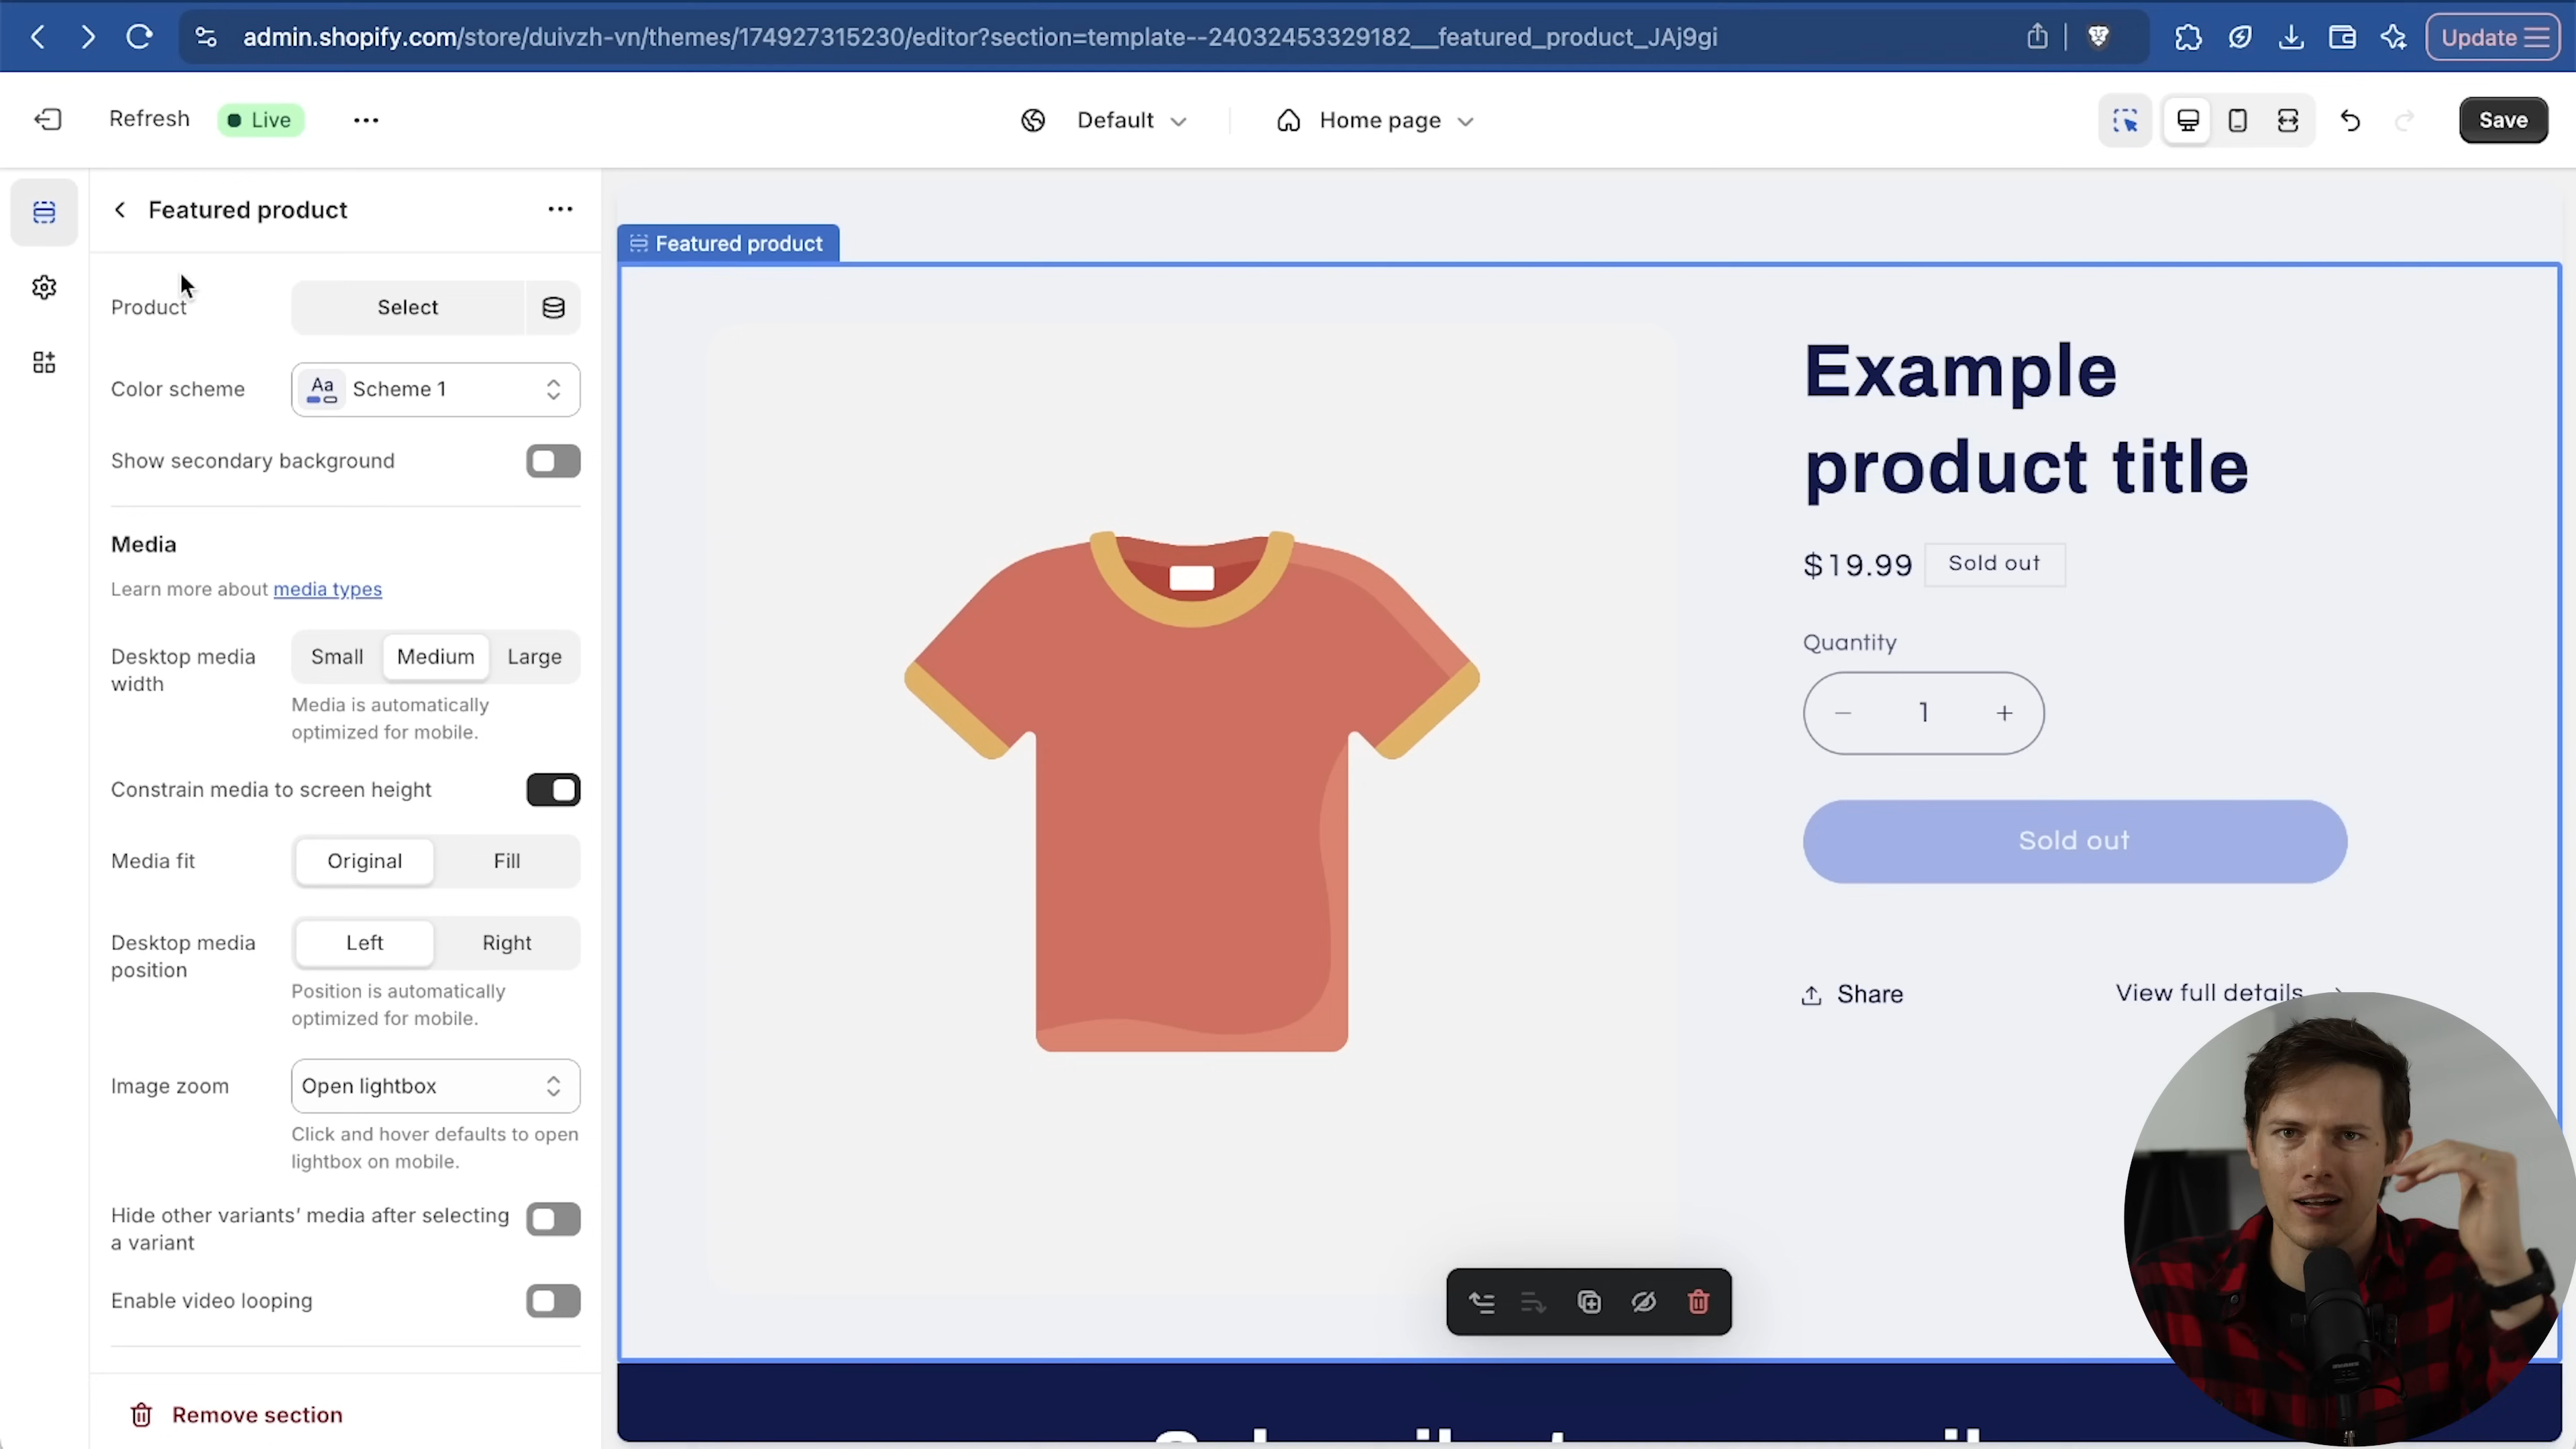 admin.shopify.com/store/duivzh-vn/themes/174927315230/editor?section=template--24032453329182__featured_product_JAj9gi
Update
Refresh
Live
Default
Home page
Save
Featured product
Product
Select
Color scheme
Aa
Scheme 1
Show secondary background
Media
Learn more about media types
Desktop media
width
Small
Medium
Large
Media is automatically
optimized for mobile.
Constrain media to screen height
Media fit
Original
Fill
Desktop media
position
Left
Right
Position is automatically
optimized for mobile.
Image zoom
Open lightbox
Click and hover defaults to open
lightbox on mobile.
Hide other variants’ media after selecting
a variant
Enable video looping
Remove section
Featured product
Example
product title
$19.99
Sold out
Quantity
1
Sold out
Share
View full details